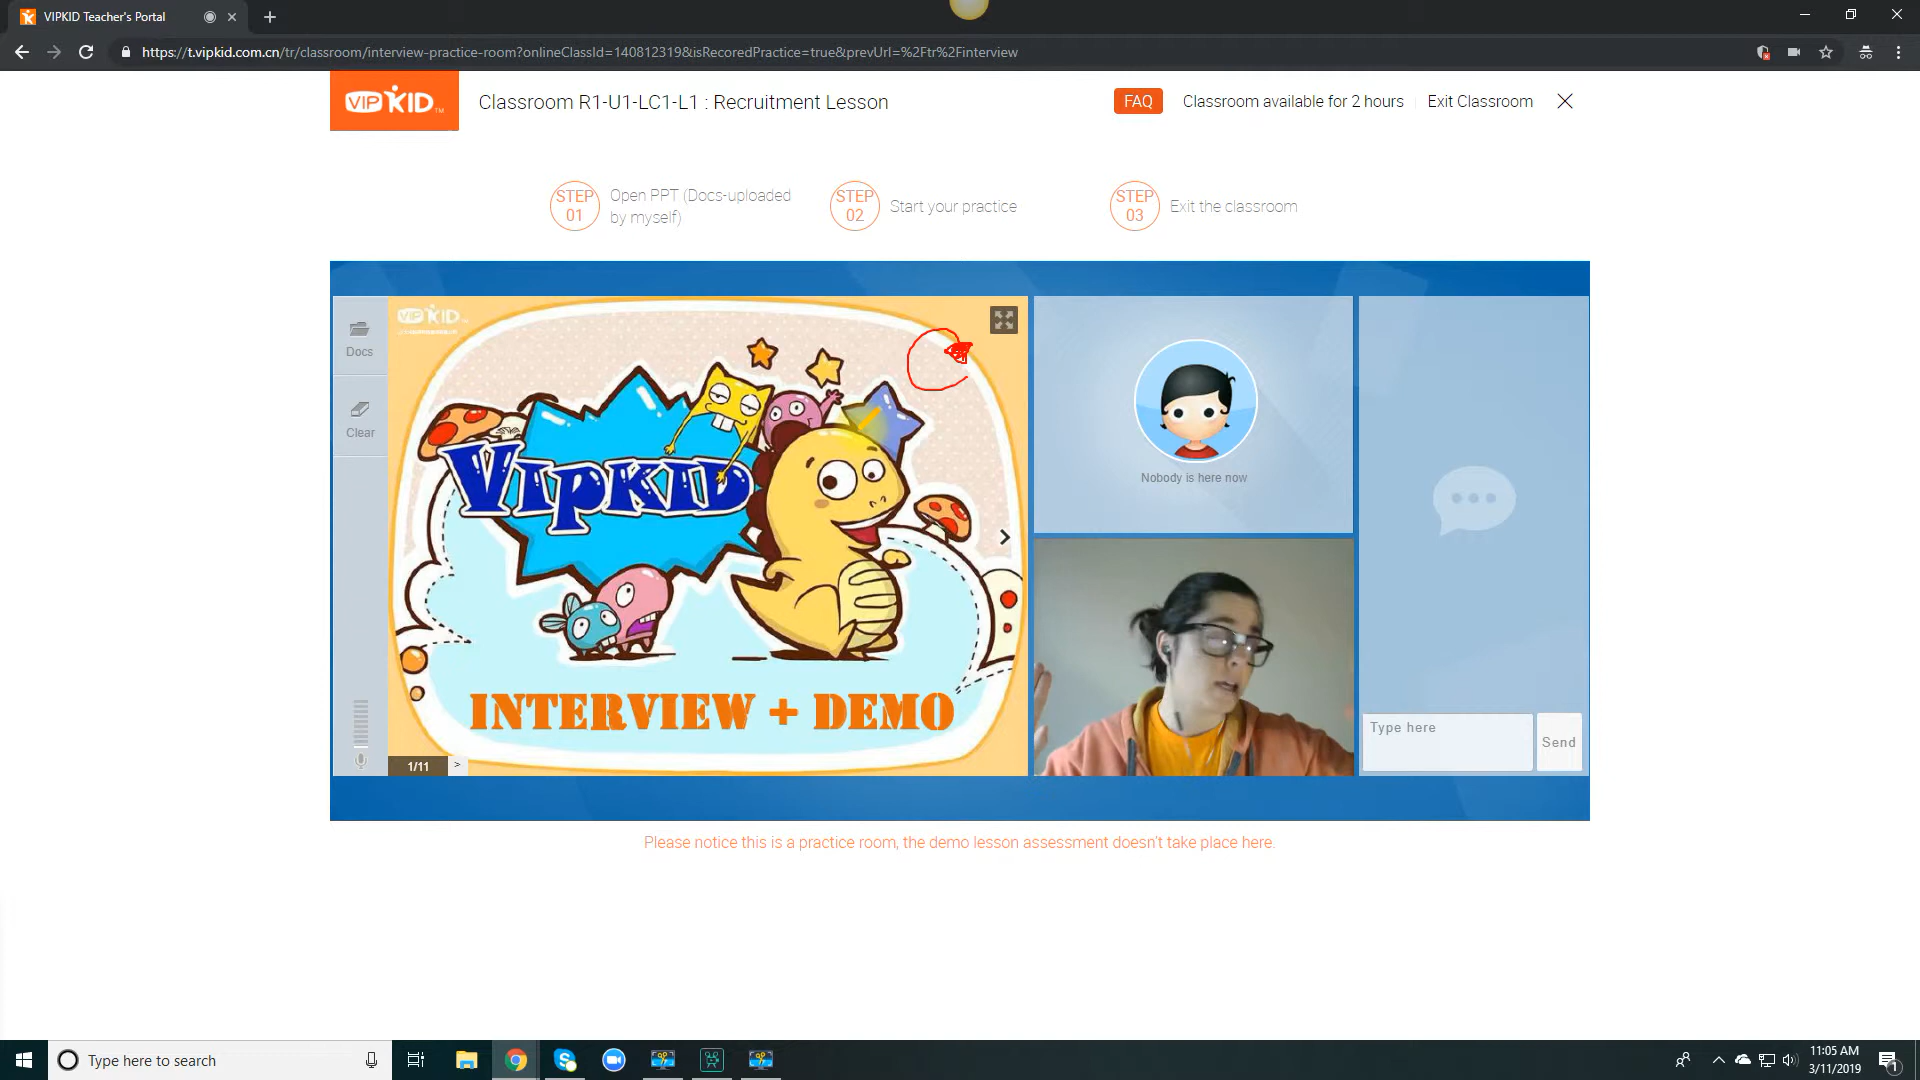 VIPKID Teacher's Portal
https://t.vipkid.com.cn/tr/classroom/interview-practice-room?onlineClassId=140812319&isRecoredPractice=true&prevUrl=%2Ftr%2Finterview
VIPKID
Classroom R1-U1-LC1-L1 : Recruitment Lesson
FAQ
Classroom available for 2 hours
Exit Classroom
STEP 01
Open PPT (Docs-uploaded
by myself)
STEP 02
Start your practice
STEP 03
Exit the classroom
Docs
Clear
VIPKID
VIPKID
INTERVIEW + DEMO
1/11
>
Nobody is here now
Type here
Send
Please notice this is a practice room, the demo lesson assessment doesn't take place here.
Type here to search
11:05 AM
3/11/2019
1